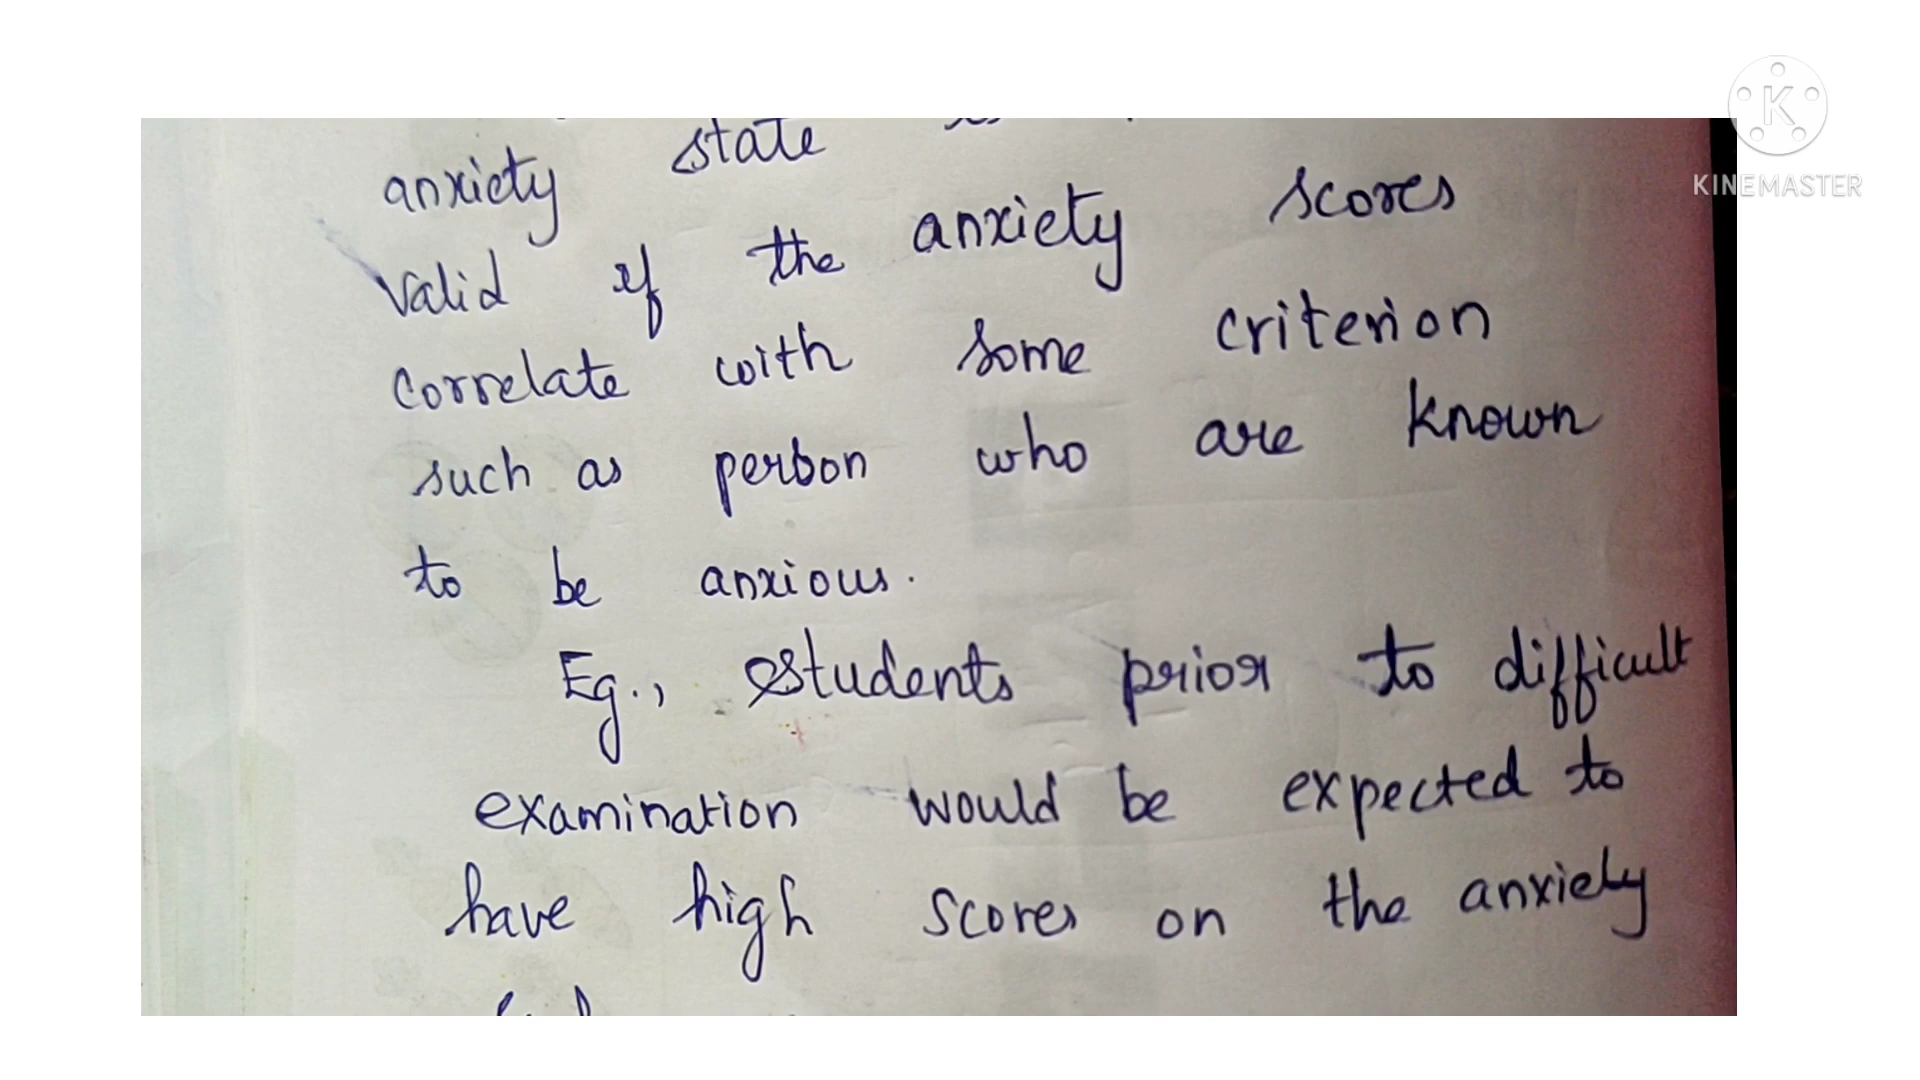 anxiety state
KINEMASTER
valid if the anxiety scores
correlate with some criterion
such as person who are known
to be anxious.
Eg., students prior to difficult
examination would be expected to
have high scores on the anxiety